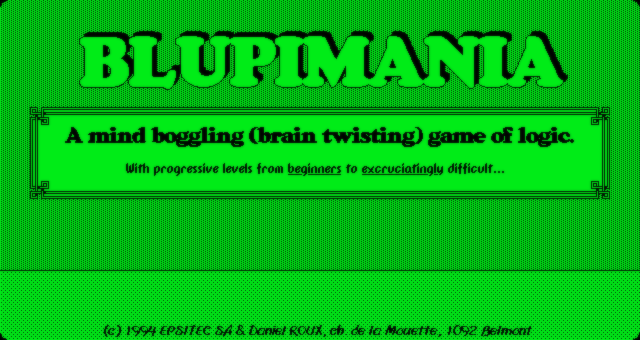 BLUPIMANIA
A mind boggling (brain twisting) game of logic.
With progressive levels from beginners to excruciatingly difficult...
(c) 1994 EPSITEC SA & Daniel ROUX, ch. de la Mouette, 1092 Belmont